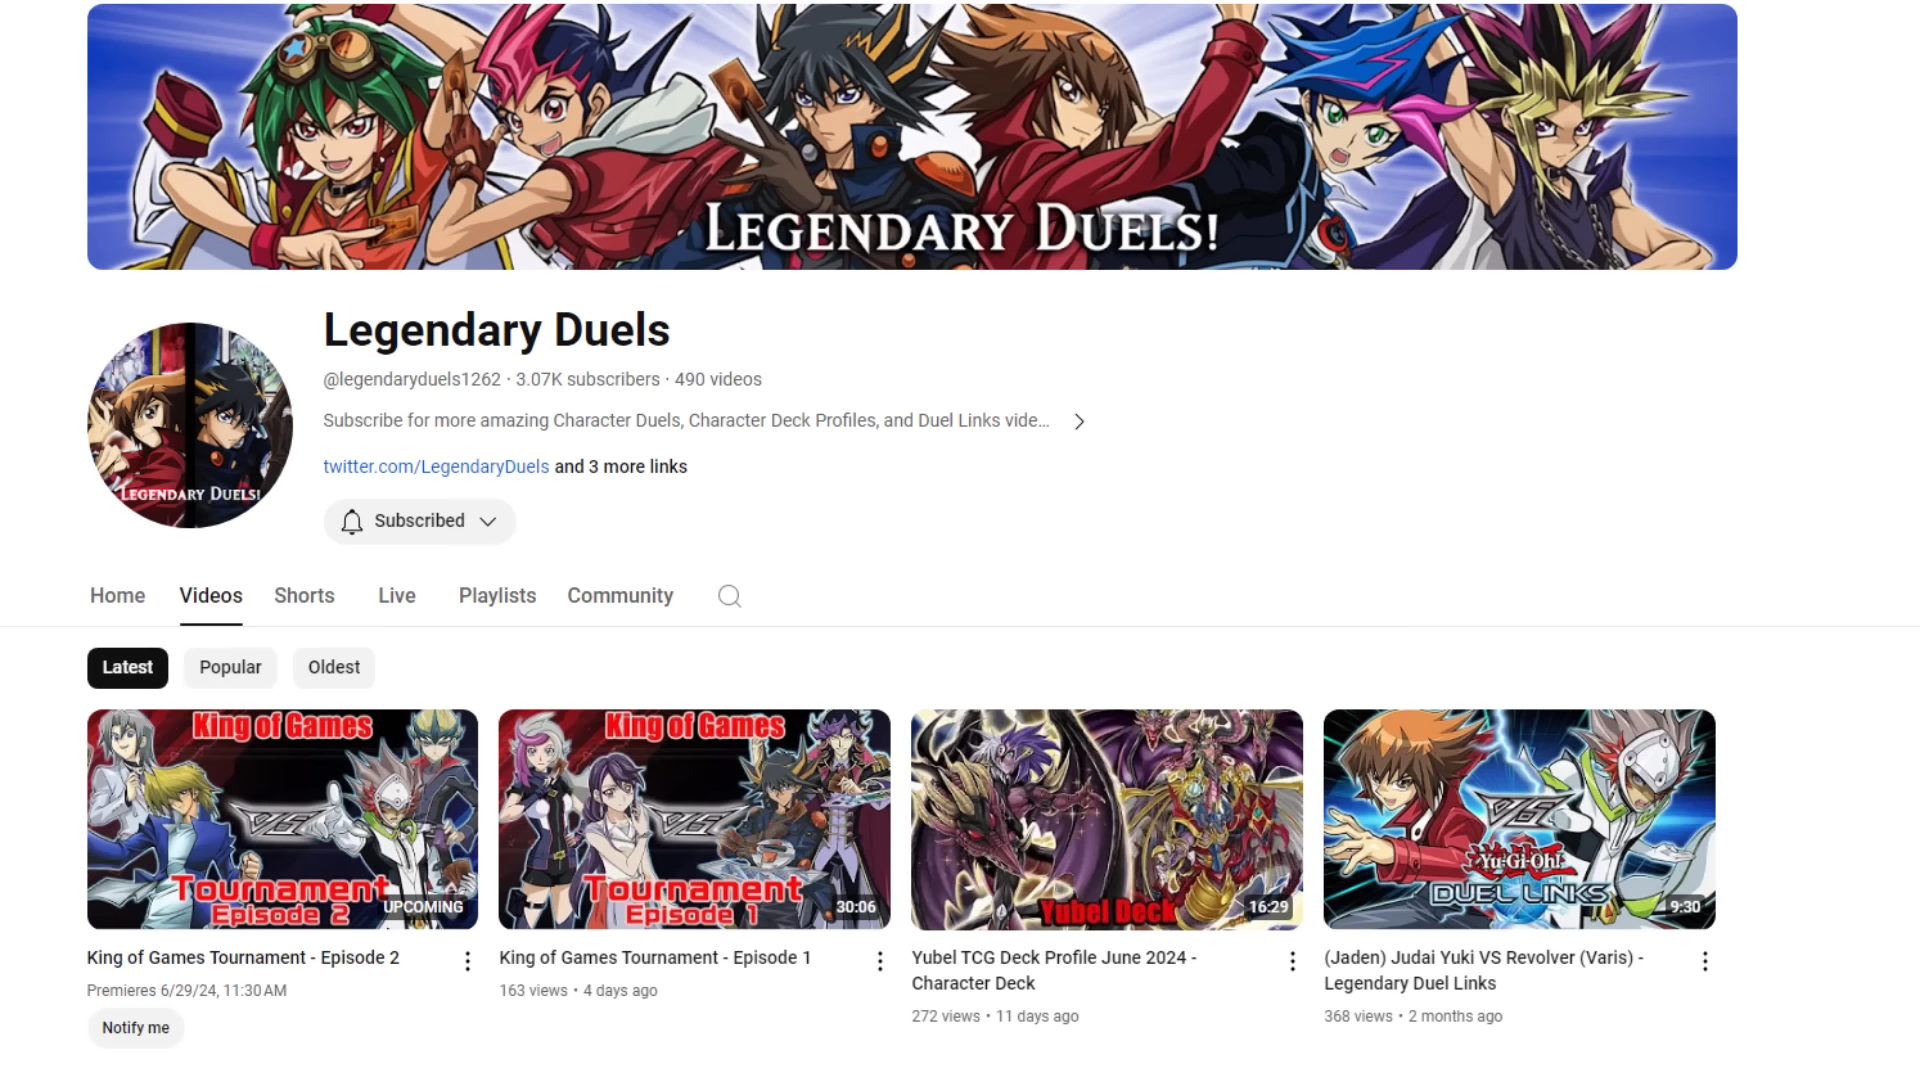 LEGENDARY DUELS!
LEGENDARY DUELS!
Legendary Duels
@legendaryduels1262 · 3.07K subscribers · 490 videos
Subscribe for more amazing Character Duels, Character Deck Profiles, and Duel Links vide...
twitter.com/LegendaryDuels and 3 more links
Subscribed
Home Videos Shorts Live Playlists Community
Latest Popular Oldest
King of Games
VS
Tournament
Episode 2
UPCOMING
King of Games Tournament - Episode 2
Premieres 6/29/24, 11:30 AM
Notify me
King of Games
VS
Tournament
Episode 1
30:06
King of Games Tournament - Episode 1
163 views • 4 days ago
Yubel Deck
16:29
Yubel TCG Deck Profile June 2024 -
Character Deck
272 views • 11 days ago
VS
Yu-Gi-Oh!
DUEL LINKS
9:30
(Jaden) Judai Yuki VS Revolver (Varis) -
Legendary Duel Links
368 views • 2 months ago